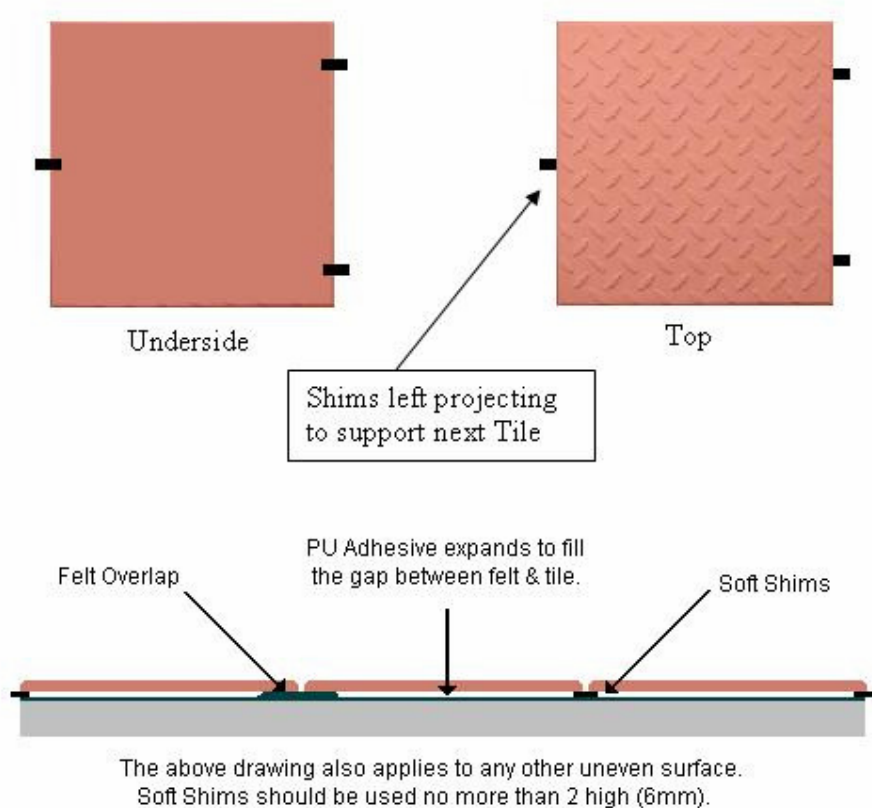 Underside
Top
Shims left projecting
to support next Tile
PU Adhesive expands to fill
the gap between felt & tile.
Felt Overlap
Soft Shims
The above drawing also applies to any other uneven surface.
Soft Shims should be used no more than 2 high (6mm).